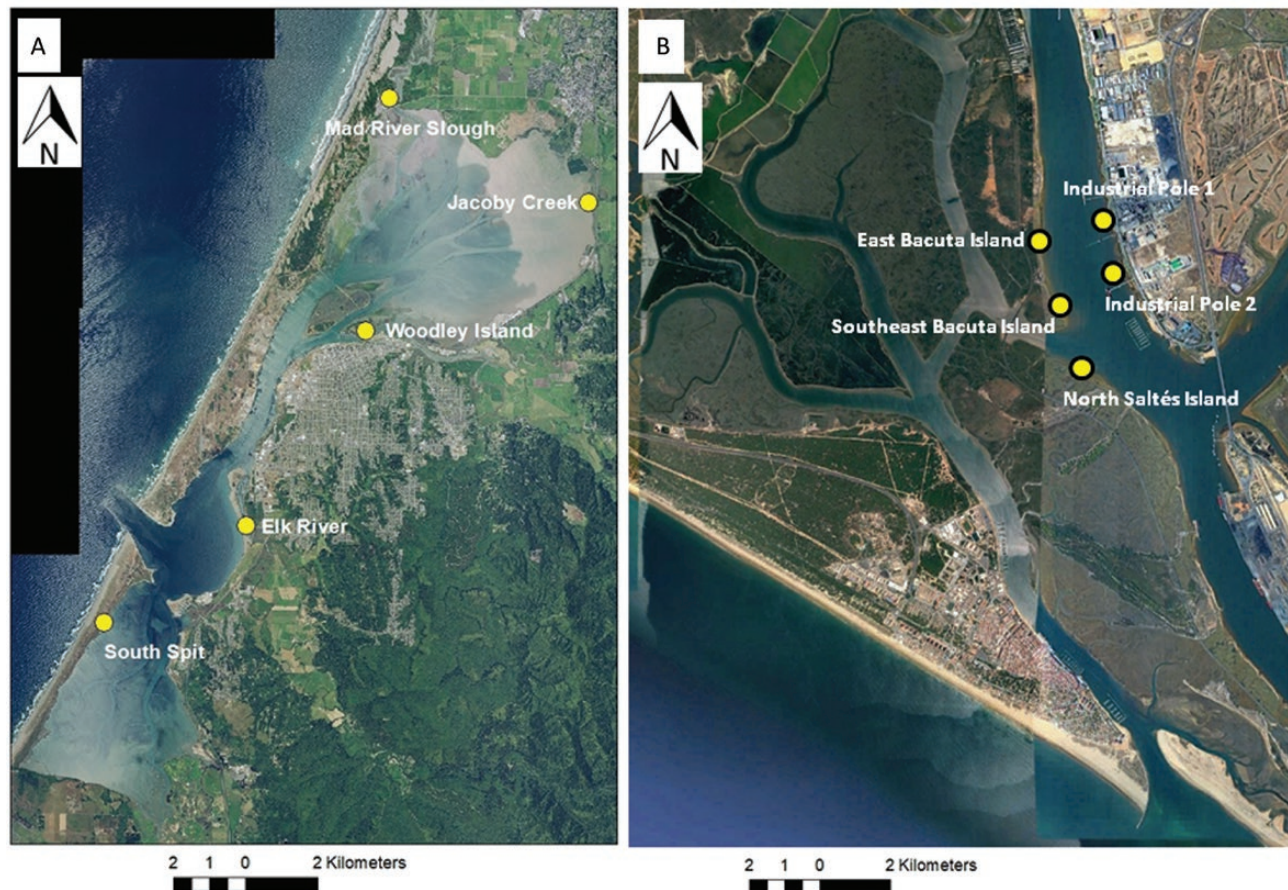 A
N
Mad River Slough
Jacoby Creek
Woodley Island
Elk River
South Spit
2 1 0 2 Kilometers
B
N
Industrial Pole 1
East Bacuta Island
Industrial Pole 2
Southeast Bacuta Island
North Saltés Island
2 1 0 2 Kilometers